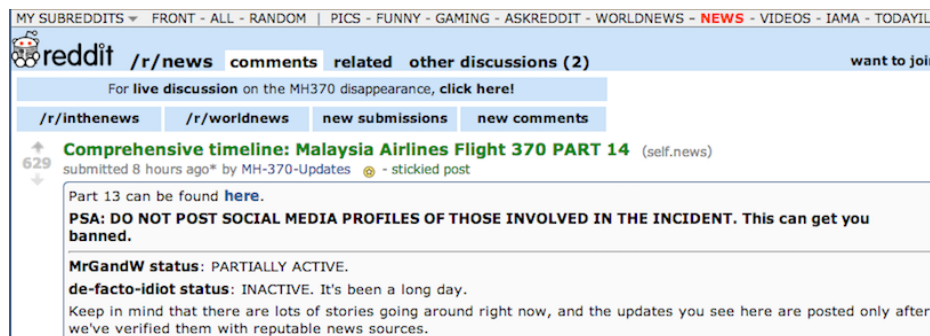 MY SUBREDDITS FRONT - ALL - RANDOM | PICS - FUNNY - GAMING - ASKREDDIT - WORLDNEWS - NEWS - VIDEOS - IAMA - TODAYIL
reddit /r/news comments related other discussions (2) want to joi
For live discussion on the MH370 disappearance, click here!
/r/inthenews /r/worldnews new submissions new comments
Comprehensive timeline: Malaysia Airlines Flight 370 PART 14 (self.news)
629 submitted 8 hours ago* by MH-370-Updates - stickied post
Part 13 can be found here.
PSA: DO NOT POST SOCIAL MEDIA PROFILES OF THOSE INVOLVED IN THE INCIDENT. This can get you
banned.
MrGandW status: PARTIALLY ACTIVE.
de-facto-idiot status: INACTIVE. It's been a long day.
Keep in mind that there are lots of stories going around right now, and the updates you see here are posted only after
we've verified them with reputable news sources.